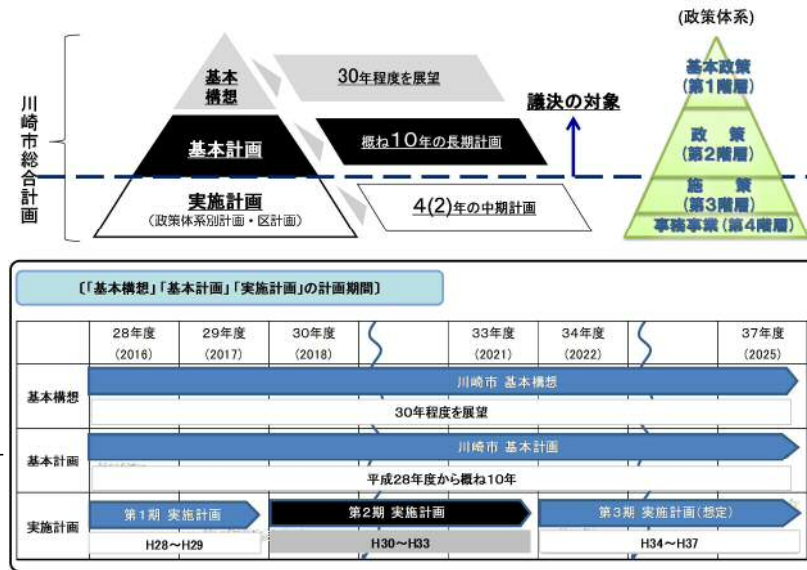 (政策体系)
川崎市総合計画
基本
構想
30年程度を展望
議決の対象
基本計画
概ね10年の長期計画
実施計画
(政策体系別計画・区計画)
4(2)年の中期計画
基本政策
(第1階層)
政 策
(第2階層)
施 策
(第3階層)
事務事業(第4階層)
〔「基本構想」「基本計画」「実施計画」の計画期間〕
28年度 29年度 30年度 33年度 34年度 37年度
(2016) (2017) (2018) (2021) (2022) (2025)
基本構想
川崎市 基本構想
30年程度を展望
基本計画
川崎市 基本計画
平成28年度から概ね10年
実施計画
第1期 実施計画 第2期 実施計画 第3期 実施計画(想定)
H28～H29 H30～H33 H34～H37